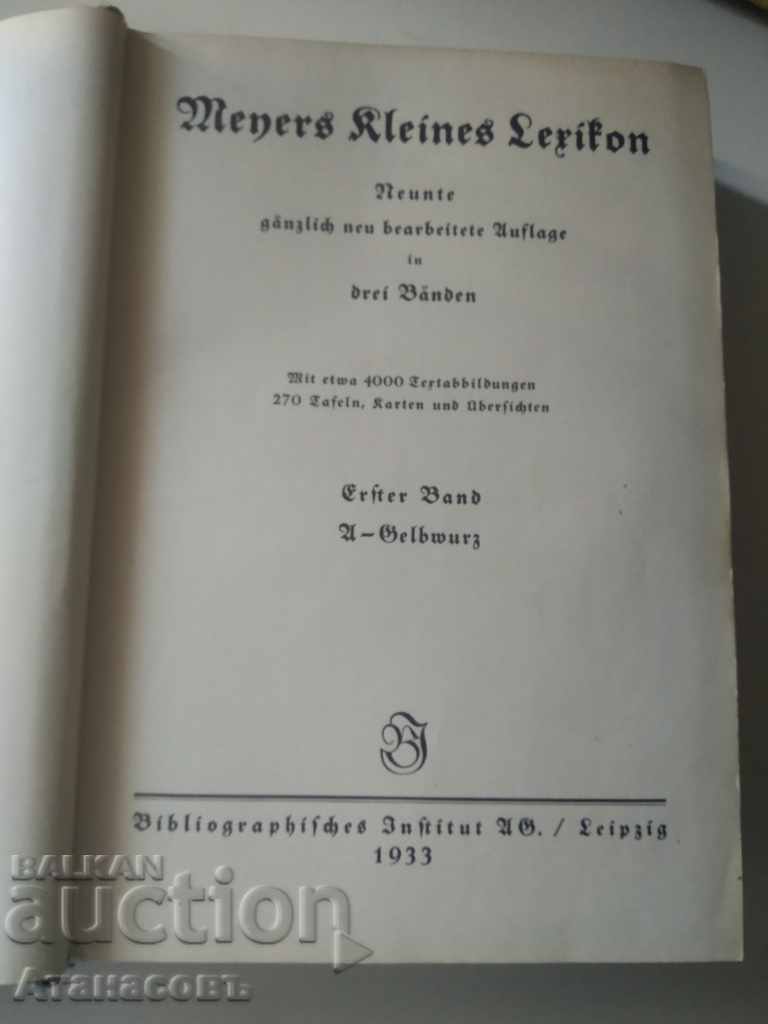 Meyers Kleines Lexikon
Neunte
gänzlich neu bearbeitete Auflage
in
drei Bänden
Mit etwa 4000 Textabbildungen
270 Tafeln, Karten und Überſichten
Erſter Band
A–Gelbwurz
BI
Bibliographiſches Inſtitut AG. / Leipzig
1933
BALKAN
auction
Атанасовъ